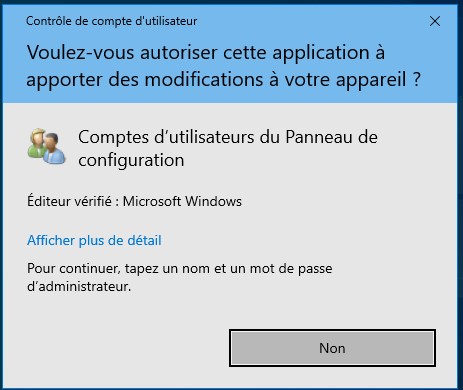 Contrôle de compte d'utilisateur
Voulez-vous autoriser cette application à
apporter des modifications à votre appareil ?
Comptes d’utilisateurs du Panneau de
configuration
Éditeur vérifié : Microsoft Windows
Afficher plus de détail
Pour continuer, tapez un nom et un mot de passe
d’administrateur.
Non